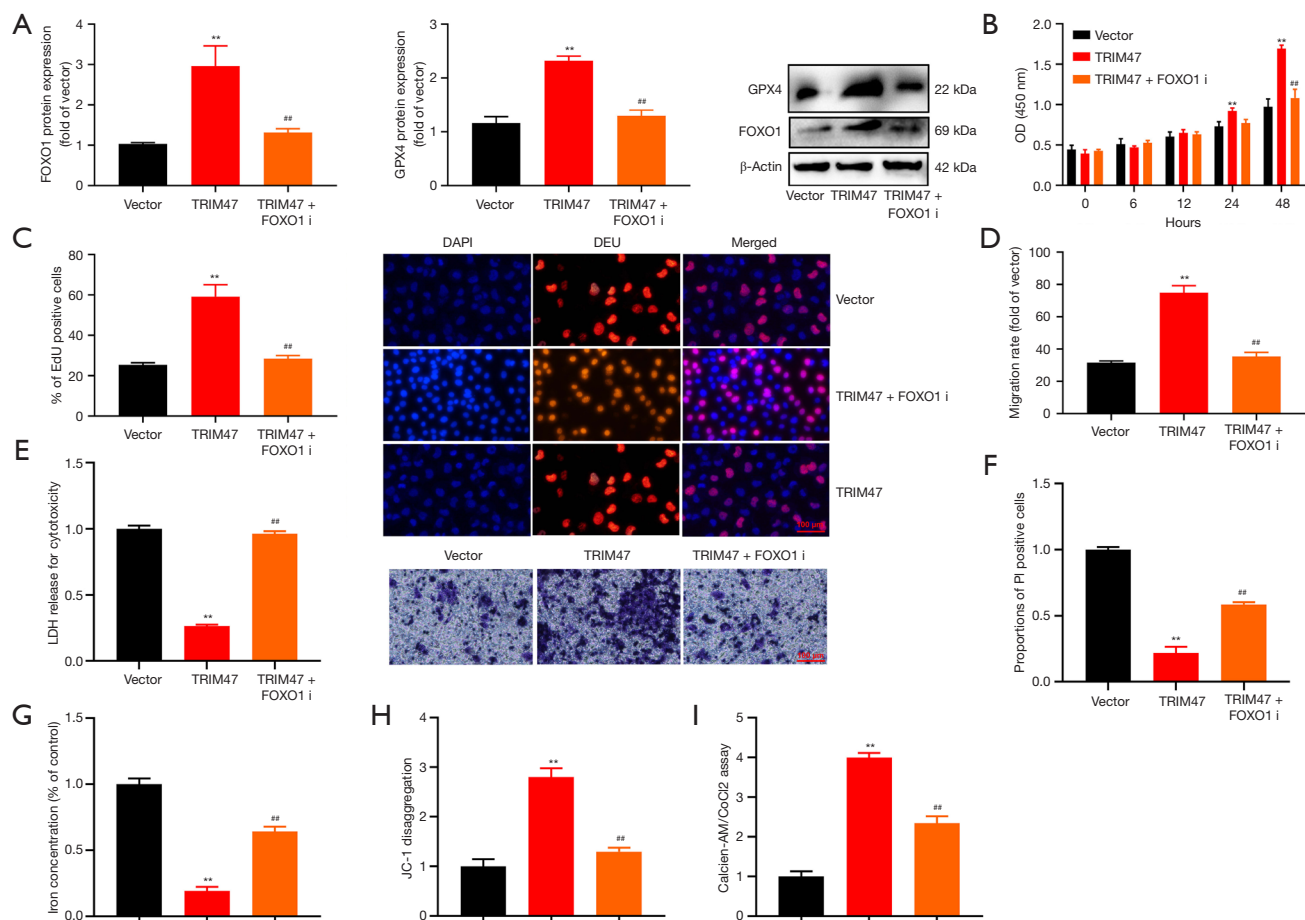 A
FOXO1 protein expression
(fold of vector)
4
3
2
1
0
**
##
Vector
TRIM47
TRIM47 +
FOXO1 i
GPX4 protein expression
(fold of vector)
3
2
1
0
**
##
Vector
TRIM47
TRIM47 +
FOXO1 i
GPX4
22 kDa
FOXO1
69 kDa
β-Actin
42 kDa
Vector
TRIM47
TRIM47 +
FOXO1 i
B
OD (450 nm)
2.0
1.5
1.0
0.5
0.0
Vector
TRIM47
TRIM47 + FOXO1 i
**
**
##
0
6
12
24
48
Hours
C
% of EdU positive cells
80
60
40
20
0
**
##
Vector
TRIM47
TRIM47 +
FOXO1 i
DAPI
DEU
Merged
Vector
TRIM47 + FOXO1 i
TRIM47
100 μm
D
Migration rate (fold of vector)
100
80
60
40
20
0
**
##
Vector
TRIM47
TRIM47 +
FOXO1 i
Vector
TRIM47
TRIM47 + FOXO1 i
E
LDH release for cytotoxicity
1.5
1.0
0.5
0.0
**
##
Vector
TRIM47
TRIM47 +
FOXO1 i
F
Proportions of PI positive cells
1.5
1.0
0.5
0.0
**
##
Vector
TRIM47
TRIM47 +
FOXO1 i
G
Iron concentration (% of control)
1.5
1.0
0.5
0.0
**
##
H
JC-1 disaggregation
4
3
2
1
0
**
##
I
Calcien-AM/CoCl2 assay
5
4
3
2
1
0
**
##